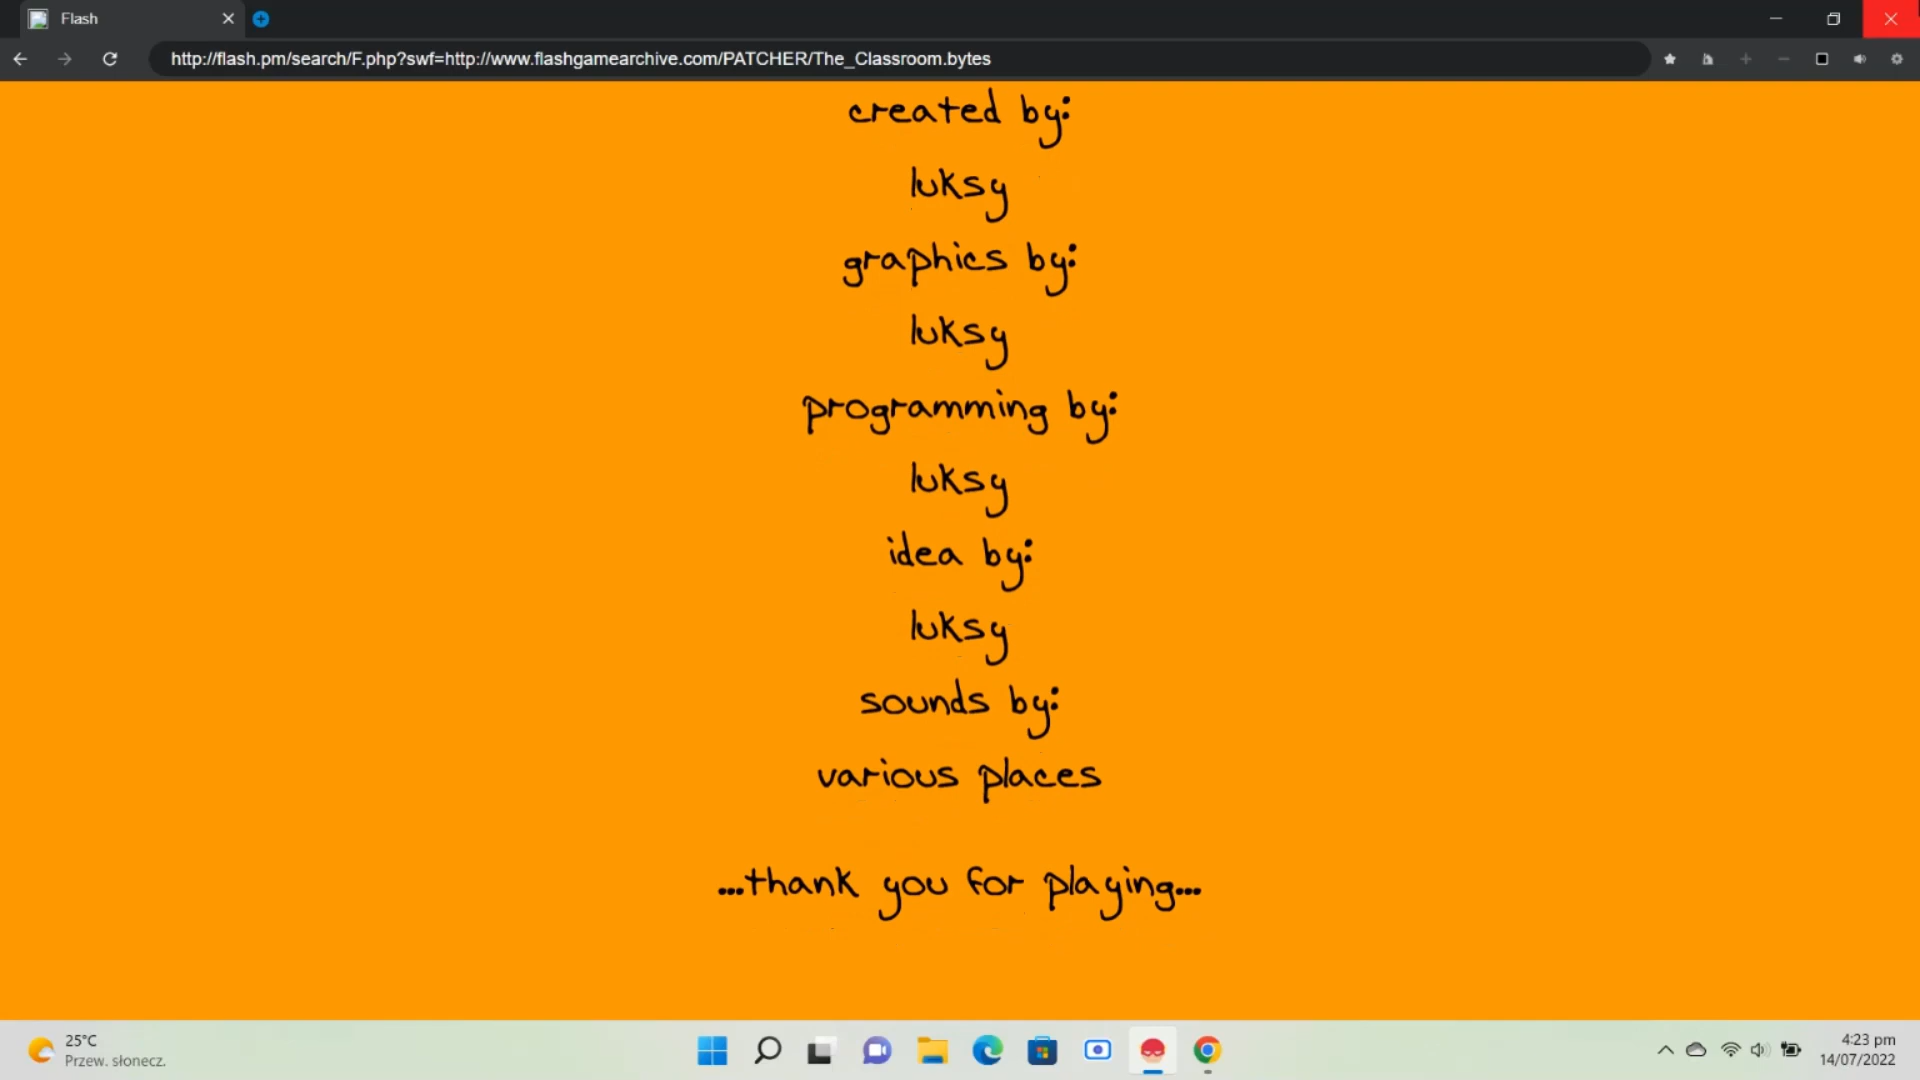 Flash
http://flash.pm/search/F.php?swf=http://www.flashgamearchive.com/PATCHER/The_Classroom.bytes
created by:
luksy
graphics by:
luksy
programming by:
luksy
idea by:
luksy
sounds by:
various places
...thank you for playing...
25°C
Przew. słonecz.
4:23 pm
14/07/2022